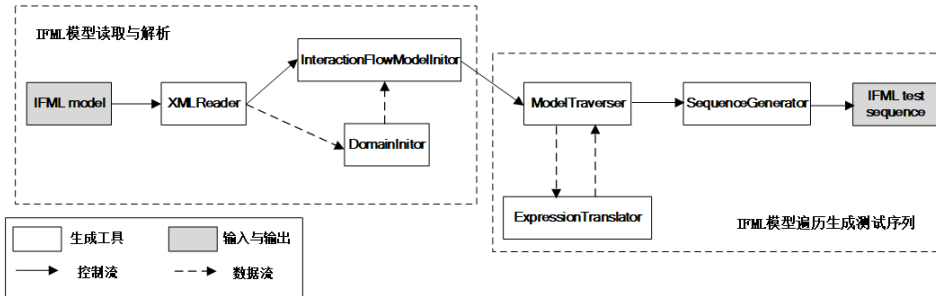 IFML模型读取与解析
IFML model
XMLReader
InteractionFlowModelInitor
DomainInitor
ModelTraverser
SequenceGenerator
IFML test
sequence
ExpressionTranslator
IFML模型遍历生成测试序列
生成工具
输入与输出
控制流
数据流